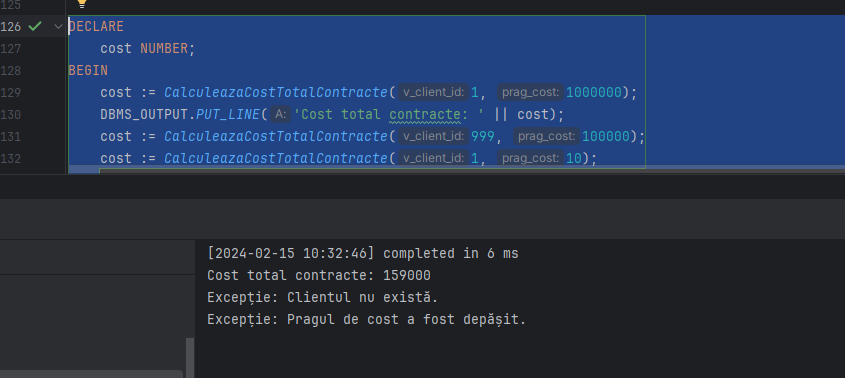 125
126 DECLARE
127 cost NUMBER;
128 BEGIN
129 cost := CalculeazaCostTotalContracte( v_client_id: 1, prag_cost: 1000000);
130 DBMS_OUTPUT.PUT_LINE( A: 'Cost total contracte: ' || cost);
131 cost := CalculeazaCostTotalContracte( v_client_id: 999, prag_cost: 100000);
132 cost := CalculeazaCostTotalContracte( v_client_id: 1, prag_cost: 10);
[2024-02-15 10:32:46] completed in 6 ms
Cost total contracte: 159000
Excepție: Clientul nu există.
Excepție: Pragul de cost a fost depășit.